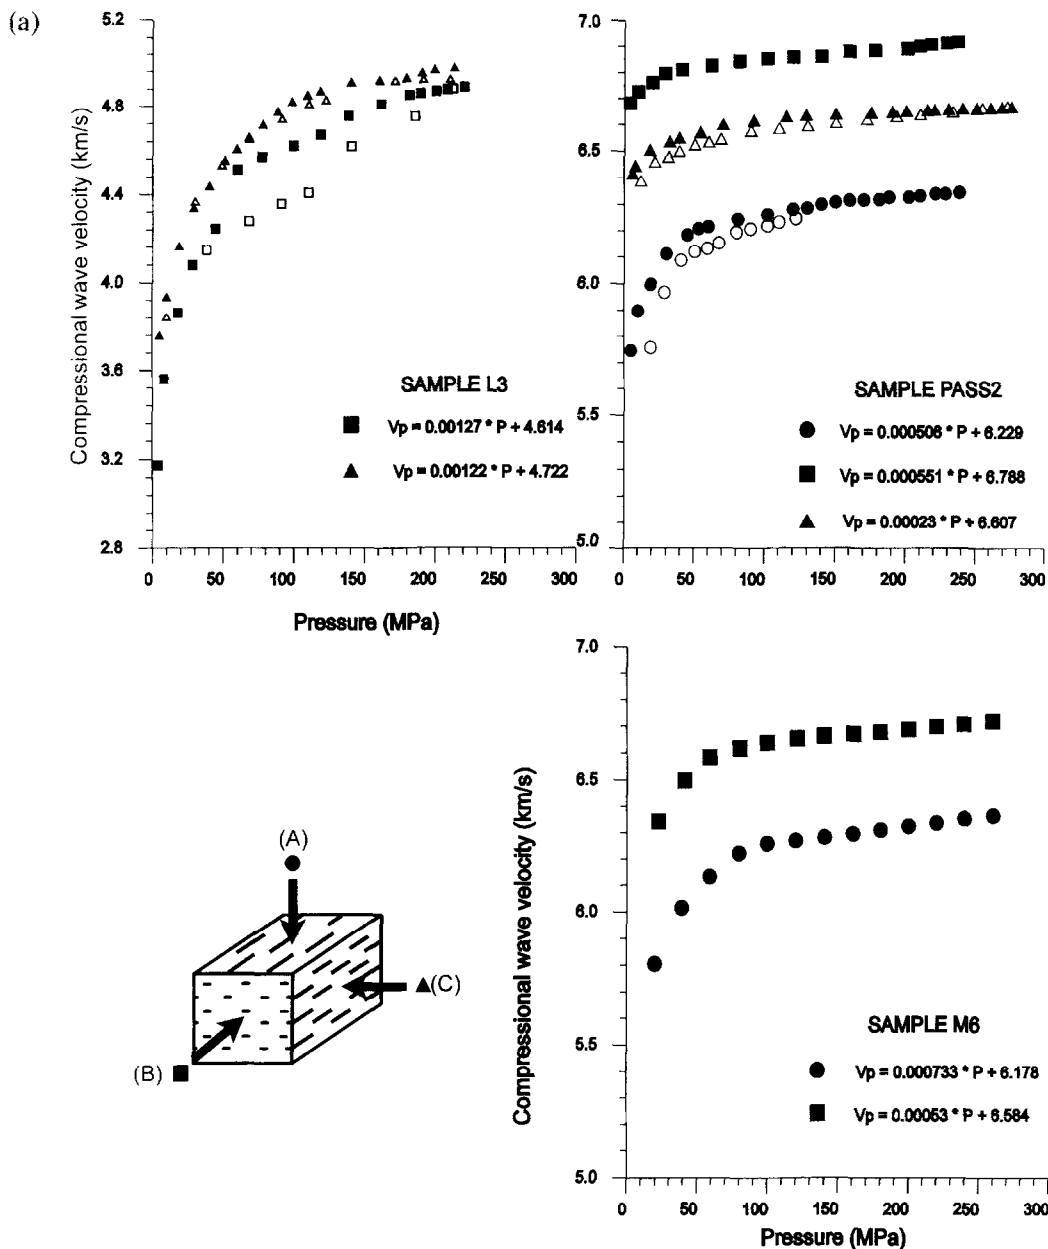 (a)
Compressional wave velocity (km/s)
5.2
4.8
4.4
4.0
3.6
3.2
2.8
SAMPLE L3
Vp = 0.00127 * P + 4.614
Vp = 0.00122 * P + 4.722
0 50 100 150 200 250 300
Pressure (MPa)
7.0
6.5
6.0
5.5
5.0
SAMPLE PASS2
Vp = 0.000506 * P + 6.229
Vp = 0.000551 * P + 6.788
Vp = 0.00023 * P + 6.607
0 50 100 150 200 250 300
(A)
(C)
(B)
Compressional wave velocity (km/s)
7.0
6.5
6.0
5.5
5.0
SAMPLE M6
Vp = 0.000733 * P + 6.178
Vp = 0.00053 * P + 6.584
0 50 100 150 200 250 300
Pressure (MPa)